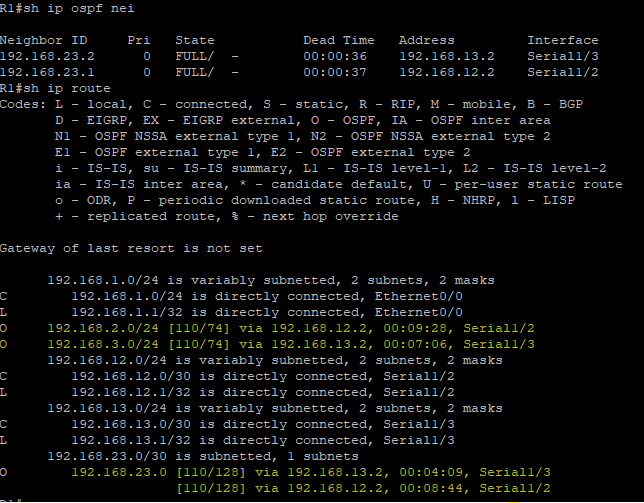 R1#sh ip ospf nei
Neighbor ID     Pri   State           Dead Time   Address         Interface
192.168.23.2      0   FULL/  -        00:00:36    192.168.13.2    Serial1/3
192.168.23.1      0   FULL/  -        00:00:37    192.168.12.2    Serial1/2
R1#sh ip route
Codes: L - local, C - connected, S - static, R - RIP, M - mobile, B - BGP
       D - EIGRP, EX - EIGRP external, O - OSPF, IA - OSPF inter area
       N1 - OSPF NSSA external type 1, N2 - OSPF NSSA external type 2
       E1 - OSPF external type 1, E2 - OSPF external type 2
       i - IS-IS, su - IS-IS summary, L1 - IS-IS level-1, L2 - IS-IS level-2
       ia - IS-IS inter area, * - candidate default, U - per-user static route
       o - ODR, P - periodic downloaded static route, H - NHRP, l - LISP
       + - replicated route, % - next hop override
Gateway of last resort is not set
      192.168.1.0/24 is variably subnetted, 2 subnets, 2 masks
C        192.168.1.0/24 is directly connected, Ethernet0/0
L        192.168.1.1/32 is directly connected, Ethernet0/0
O     192.168.2.0/24 [110/74] via 192.168.12.2, 00:09:28, Serial1/2
O     192.168.3.0/24 [110/74] via 192.168.13.2, 00:07:06, Serial1/3
      192.168.12.0/24 is variably subnetted, 2 subnets, 2 masks
C        192.168.12.0/30 is directly connected, Serial1/2
L        192.168.12.1/32 is directly connected, Serial1/2
      192.168.13.0/24 is variably subnetted, 2 subnets, 2 masks
C        192.168.13.0/30 is directly connected, Serial1/3
L        192.168.13.1/32 is directly connected, Serial1/3
      192.168.23.0/30 is subnetted, 1 subnets
O        192.168.23.0 [110/128] via 192.168.13.2, 00:04:09, Serial1/3
                      [110/128] via 192.168.12.2, 00:08:44, Serial1/2
R1#